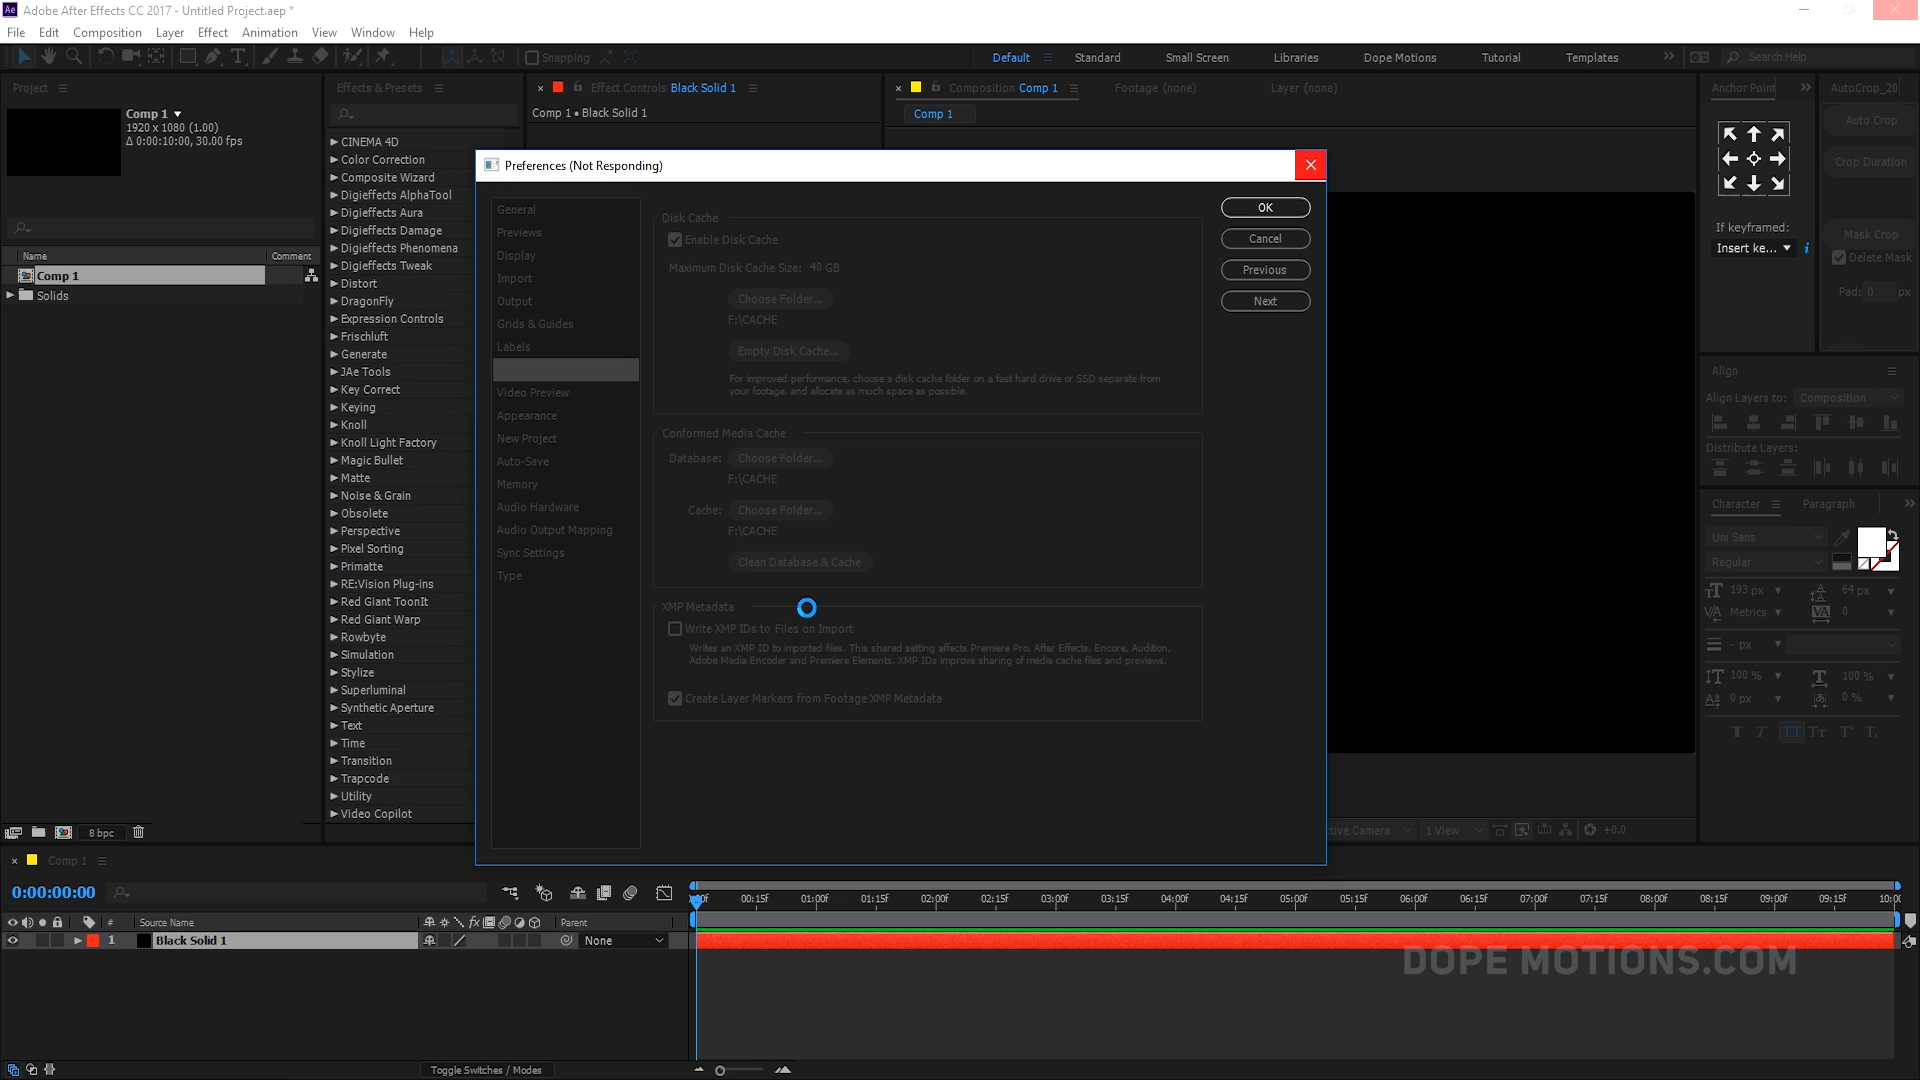 Ae Adobe After Effects CC 2017 - Untitled Project.aep *
File Edit Composition Layer Effect Animation View Window Help
Snapping
Default Standard Small Screen Libraries Dope Motions Tutorial Templates
Search Help
Project
Comp 1
1920 x 1080 (1.00)
Δ 0:00:10:00, 30.00 fps
Name Comment
Comp 1
Solids
8 bpc
Effects & Presets
CINEMA 4D
Color Correction
Composite Wizard
Digieffects AlphaTool
Digieffects Aura
Digieffects Damage
Digieffects Phenomena
Digieffects Tweak
Distort
DragonFly
Expression Controls
Frischluft
Generate
JAe Tools
Key Correct
Keying
Knoll
Knoll Light Factory
Magic Bullet
Matte
Noise & Grain
Obsolete
Perspective
Pixel Sorting
Primatte
RE:Vision Plug-ins
Red Giant ToonIt
Red Giant Warp
Rowbyte
Simulation
Stylize
Superluminal
Synthetic Aperture
Text
Time
Transition
Trapcode
Utility
Video Copilot
Effect Controls Black Solid 1
Comp 1 • Black Solid 1
Composition Comp 1
Footage (none)
Layer (none)
Comp 1
Preferences (Not Responding)
General
Previews
Display
Import
Output
Grids & Guides
Labels
Video Preview
Appearance
New Project
Auto-Save
Memory
Audio Hardware
Audio Output Mapping
Sync Settings
Type
Disk Cache
Enable Disk Cache
Maximum Disk Cache Size: 40 GB
Choose Folder...
F:\CACHE
Empty Disk Cache...
For improved performance, choose a disk cache folder on a fast hard drive or SSD separate from
your footage, and allocate as much space as possible.
Conformed Media Cache
Database: Choose Folder...
F:\CACHE
Cache: Choose Folder...
F:\CACHE
Clean Database & Cache
XMP Metadata
Write XMP IDs to Files on Import
Writes an XMP ID to imported files. This shared setting affects Premiere Pro, After Effects, Encore, Audition,
Adobe Media Encoder and Premiere Elements. XMP IDs improve sharing of media cache files and previews.
Create Layer Markers from Footage XMP Metadata
OK
Cancel
Previous
Next
Anchor Point
If keyframed:
Insert ke...
AutoCrop_20
Auto Crop
Crop Duration
Mask Crop
Delete Mask
Pad: 0 px
Align
Align Layers to: Composition
Distribute Layers:
Character Paragraph
Uni Sans
Regular
193 px 64 px
Metrics 0
- px
100 % 100 %
0 px 0 %
T T TT Tт T¹ T₁
tive Camera 1 View +0.0
Comp 1
0:00:00:00
# Source Name fx Parent
1 Black Solid 1 None
00:15f 01:00f 01:15f 02:00f 02:15f 03:00f 03:15f 04:00f 04:15f 05:00f 05:15f 06:00f 06:15f 07:00f 07:15f 08:00f 08:15f 09:00f 09:15f 10:0
DOPE MOTIONS.COM
Toggle Switches / Modes